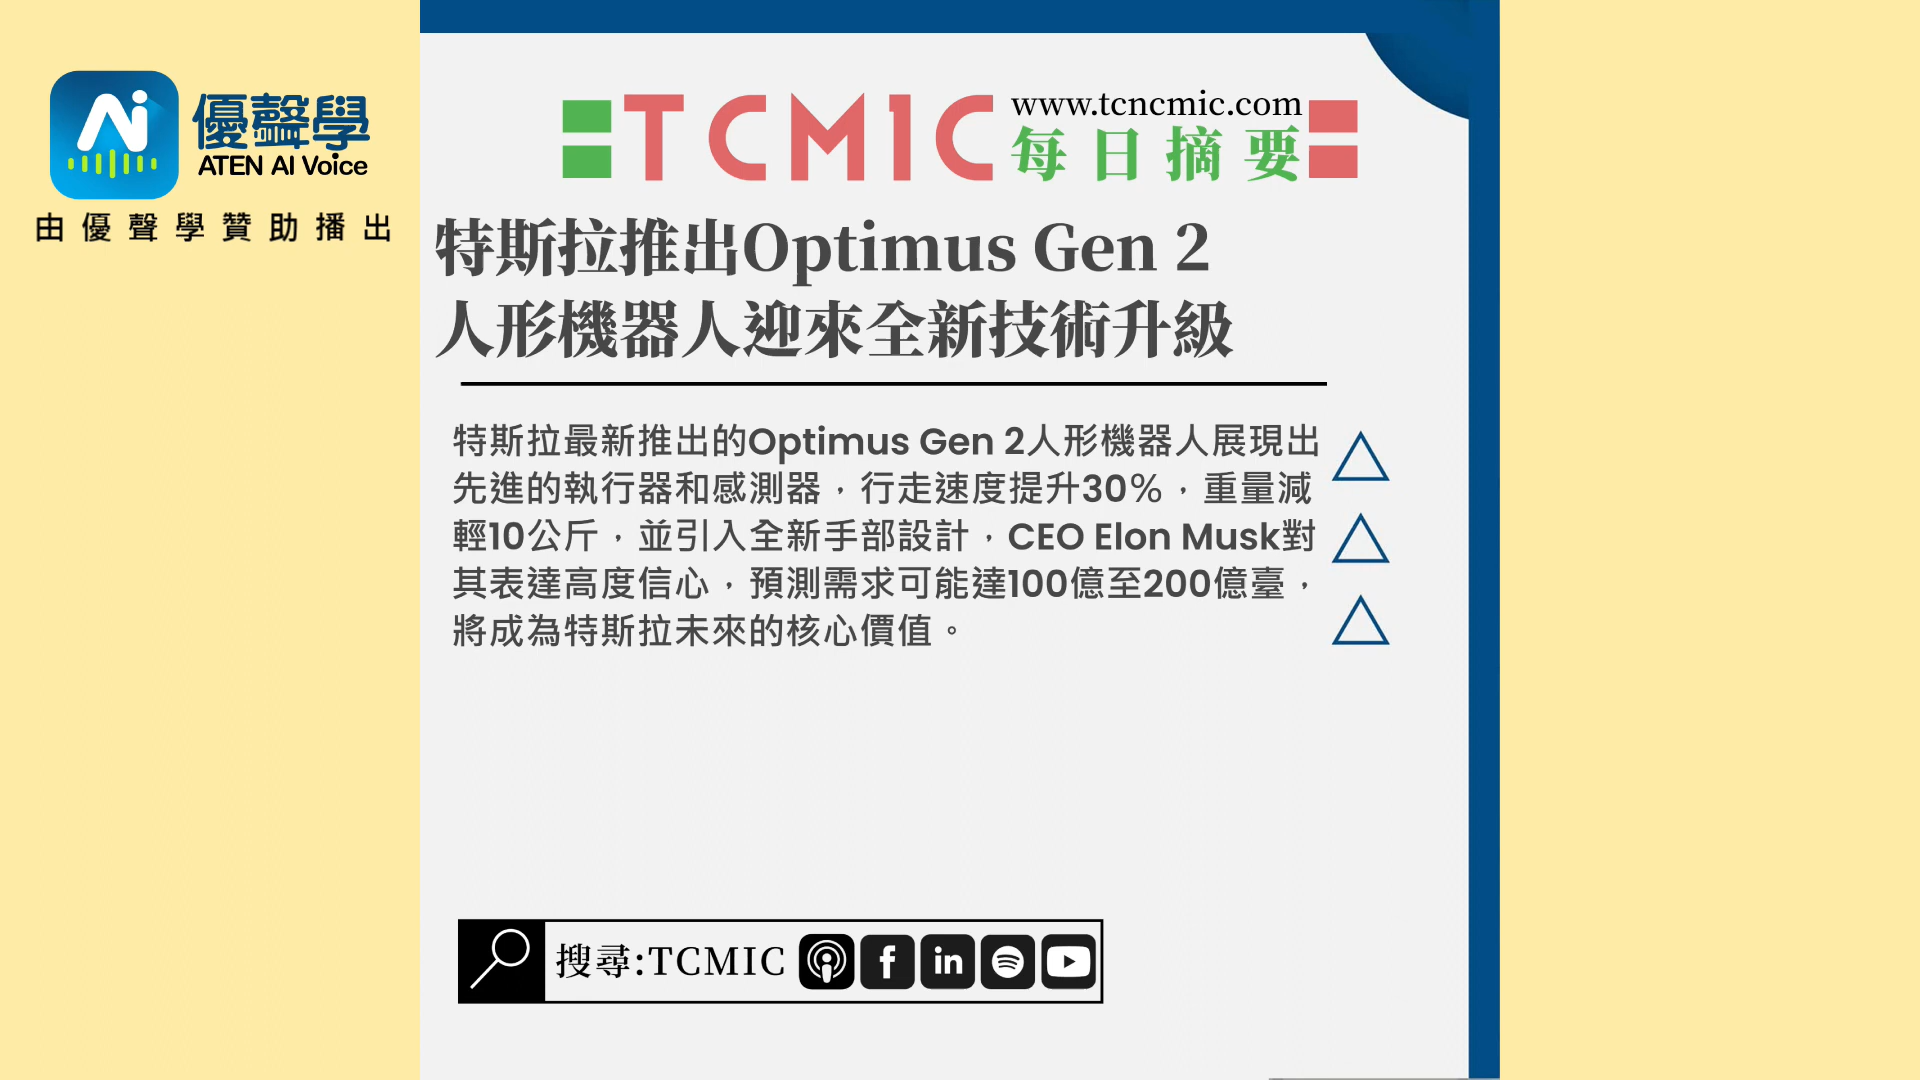 Ai
優聲學
ATEN AI Voice
由優聲學贊助播出
TCMIC
www.tcncmic.com
每日摘要
特斯拉推出Optimus Gen 2
人形機器人迎來全新技術升級
特斯拉最新推出的Optimus Gen 2人形機器人展現出
先進的執行器和感測器，行走速度提升30%，重量減
輕10公斤，並引入全新手部設計，CEO Elon Musk對
其表達高度信心，預測需求可能達100億至200億臺，
將成為特斯拉未來的核心價值。
搜尋:TCMIC
f
in